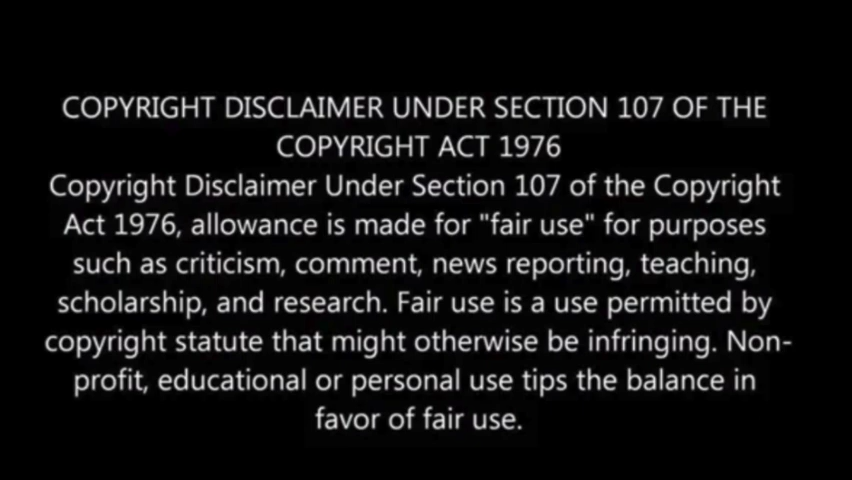 COPYRIGHT DISCLAIMER UNDER SECTION 107 OF THE
COPYRIGHT ACT 1976
Copyright Disclaimer Under Section 107 of the Copyright
Act 1976, allowance is made for "fair use" for purposes
such as criticism, comment, news reporting, teaching,
scholarship, and research. Fair use is a use permitted by
copyright statute that might otherwise be infringing. Non-
profit, educational or personal use tips the balance in
favor of fair use.